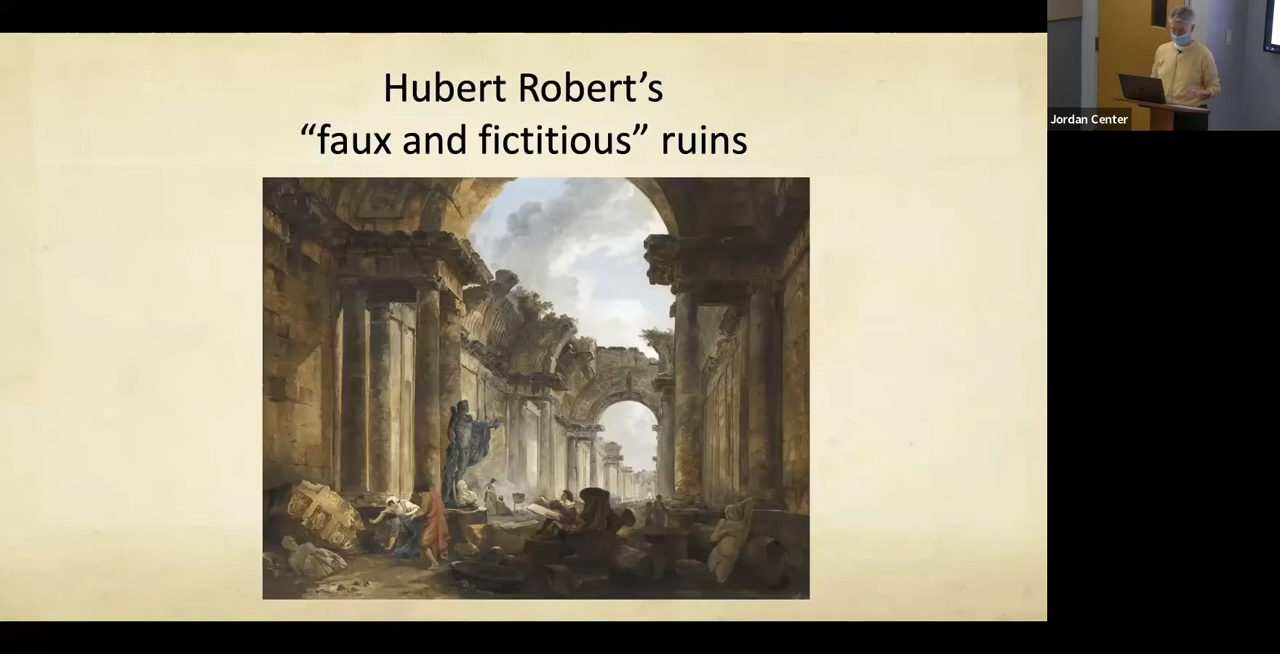 Hubert Robert’s
“faux and fictitious” ruins
Jordan Center